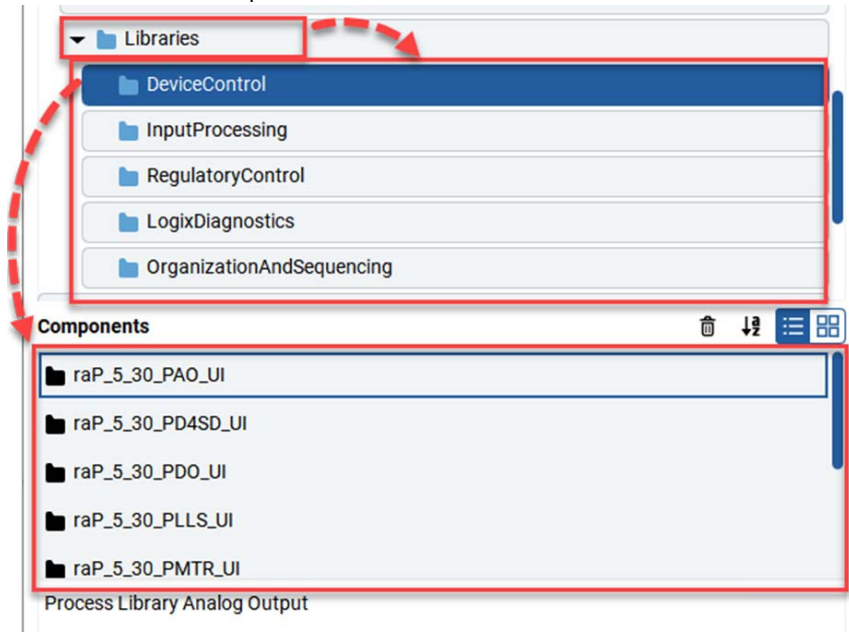 Libraries
DeviceControl
InputProcessing
RegulatoryControl
LogixDiagnostics
OrganizationAndSequencing
Components
raP_5_30_PAO_UI
raP_5_30_PD4SD_UI
raP_5_30_PDO_UI
raP_5_30_PLLS_UI
raP_5_30_PMTR_UI
Process Library Analog Output